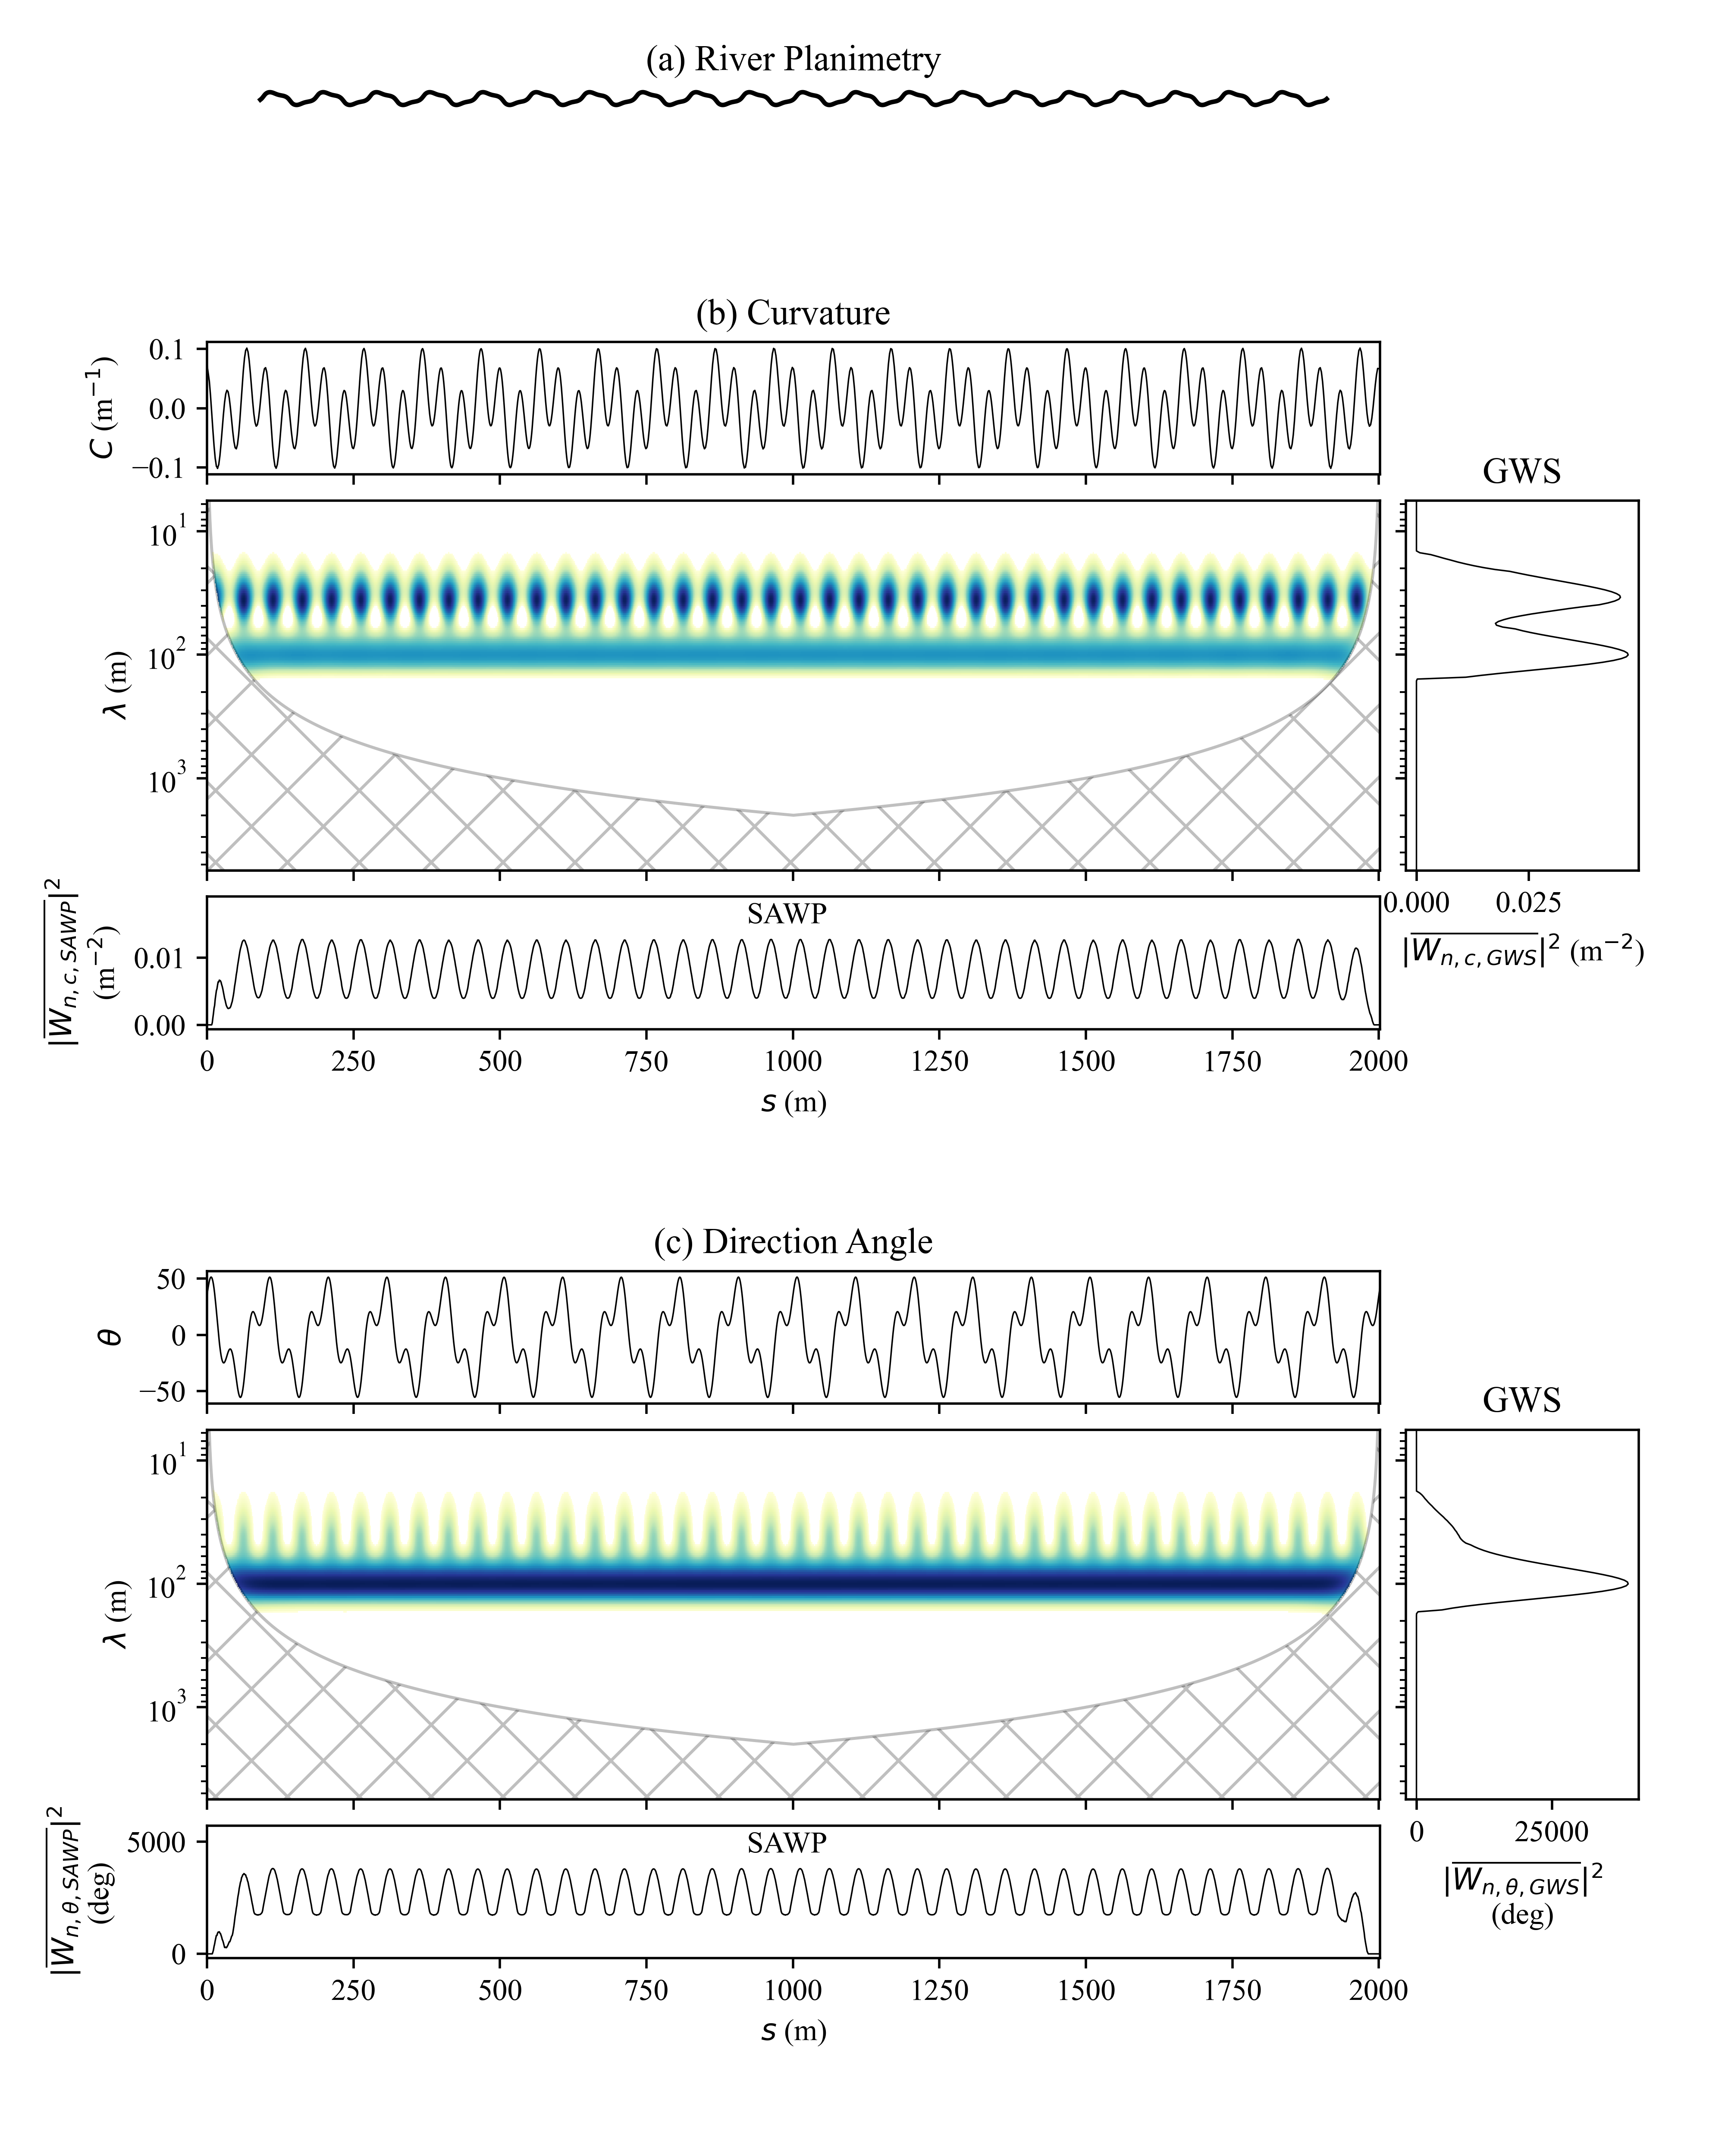 (a) River Planimetry
(b) Curvature
0.1
0.0
−0.1
C (m⁻¹)
GWS
10¹
10²
10³
λ (m)
0.000 0.025
|W̅n,c,GWS|² (m⁻²)
SAWP
0.01
0.00
|W̅n,c,SAWP|²
(m⁻²)
0 250 500 750 1000 1250 1500 1750 2000
s (m)
(c) Direction Angle
50
0
−50
θ
GWS
10¹
10²
10³
λ (m)
0 25000
|W̅n,θ,GWS|²
(deg)
SAWP
5000
0
|W̅n,θ,SAWP|²
(deg)
0 250 500 750 1000 1250 1500 1750 2000
s (m)